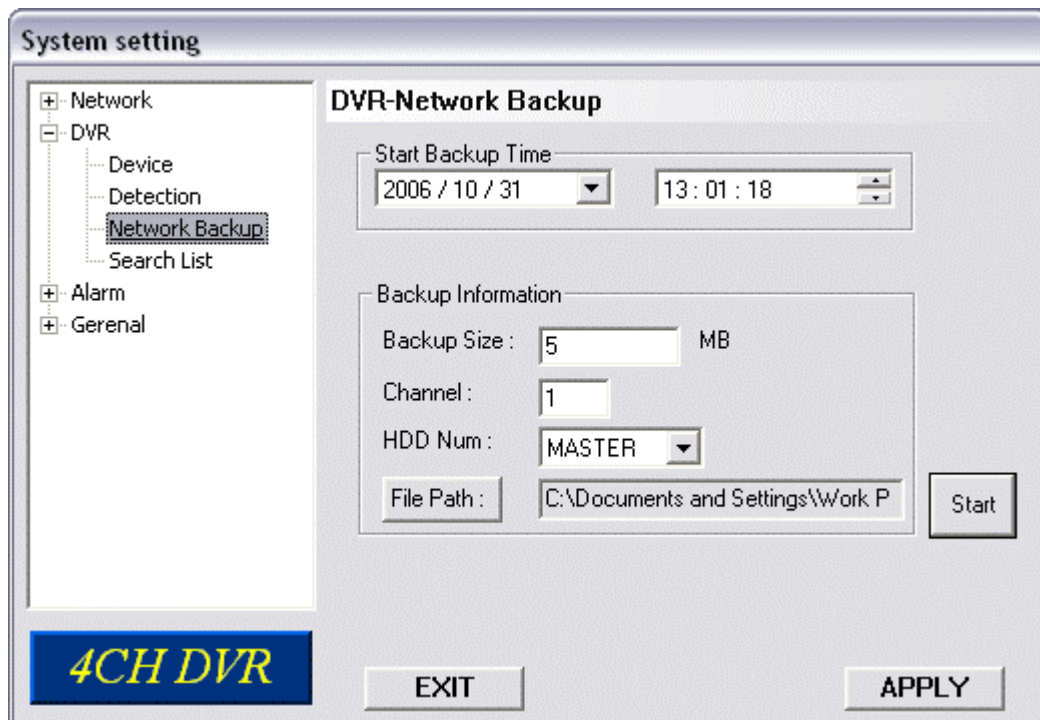 System setting
Network
DVR
Device
Detection
Network Backup
Search List
Alarm
Gerenal
4CH DVR
DVR-Network Backup
Start Backup Time
2006 / 10 / 31 13 : 01 : 18
Backup Information
Backup Size : 5 MB
Channel : 1
HDD Num : MASTER
File Path : C:\Documents and Settings\Work P
Start
EXIT APPLY